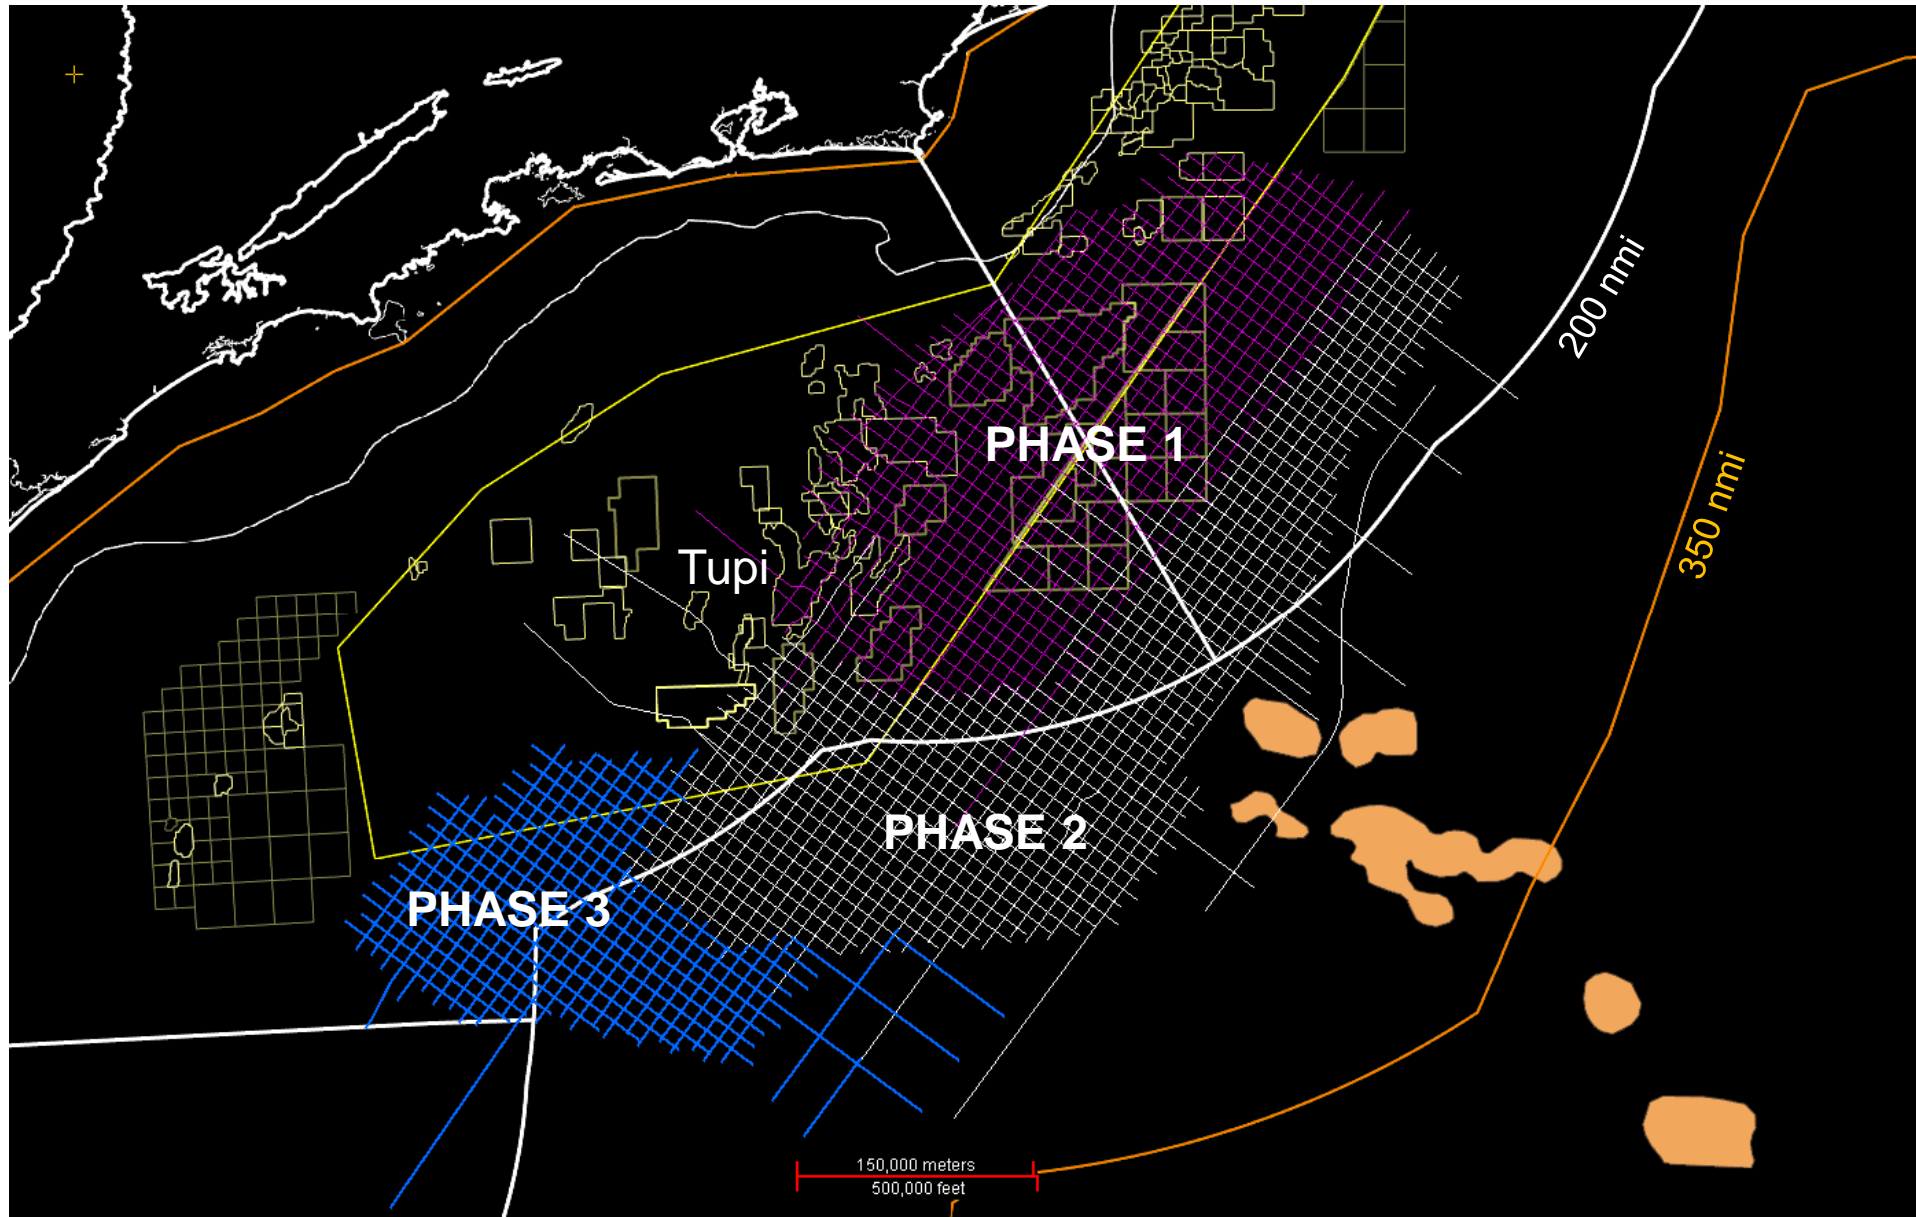 200 nmi
PHASE 1
350 nmi
Tupi
PHASE 2
PHASE 3
150,000 meters
500,000 feet